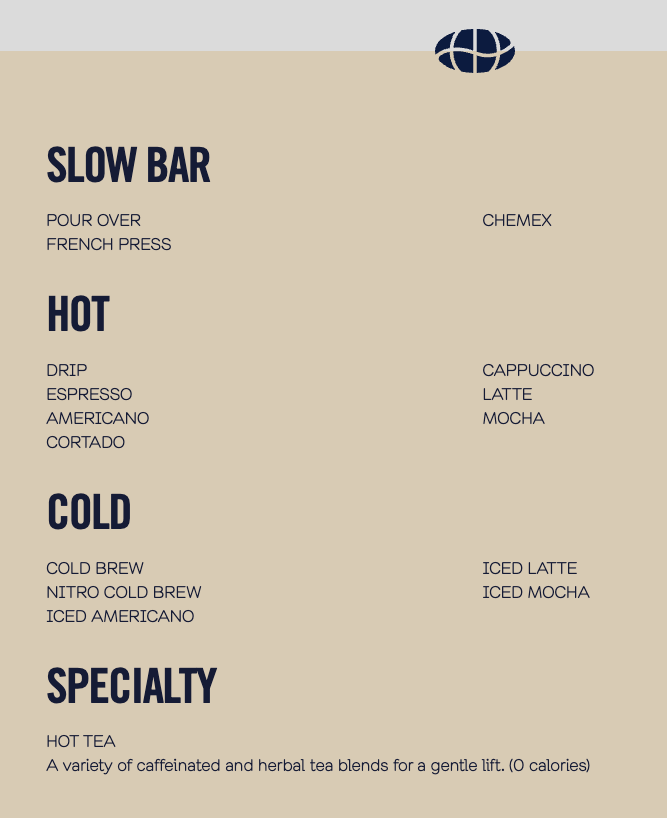 SLOW BAR
POUR OVER
FRENCH PRESS
CHEMEX
HOT
DRIP
ESPRESSO
AMERICANO
CORTADO
CAPPUCCINO
LATTE
MOCHA
COLD
COLD BREW
NITRO COLD BREW
ICED AMERICANO
ICED LATTE
ICED MOCHA
SPECIALTY
HOT TEA
A variety of caffeinated and herbal tea blends for a gentle lift. (0 calories)